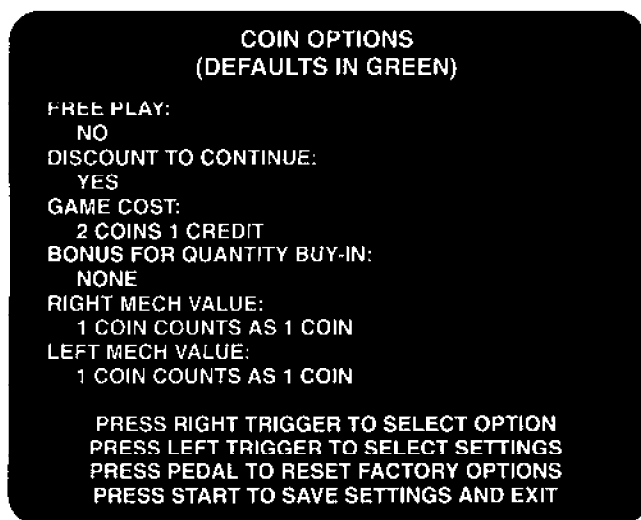 COIN OPTIONS
(DEFAULTS IN GREEN)
FREE PLAY:
NO
DISCOUNT TO CONTINUE:
YES
GAME COST:
2 COINS 1 CREDIT
BONUS FOR QUANTITY BUY-IN:
NONE
RIGHT MECH VALUE:
1 COIN COUNTS AS 1 COIN
LEFT MECH VALUE:
1 COIN COUNTS AS 1 COIN
PRESS RIGHT TRIGGER TO SELECT OPTION
PRESS LEFT TRIGGER TO SELECT SETTINGS
PRESS PEDAL TO RESET FACTORY OPTIONS
PRESS START TO SAVE SETTINGS AND EXIT